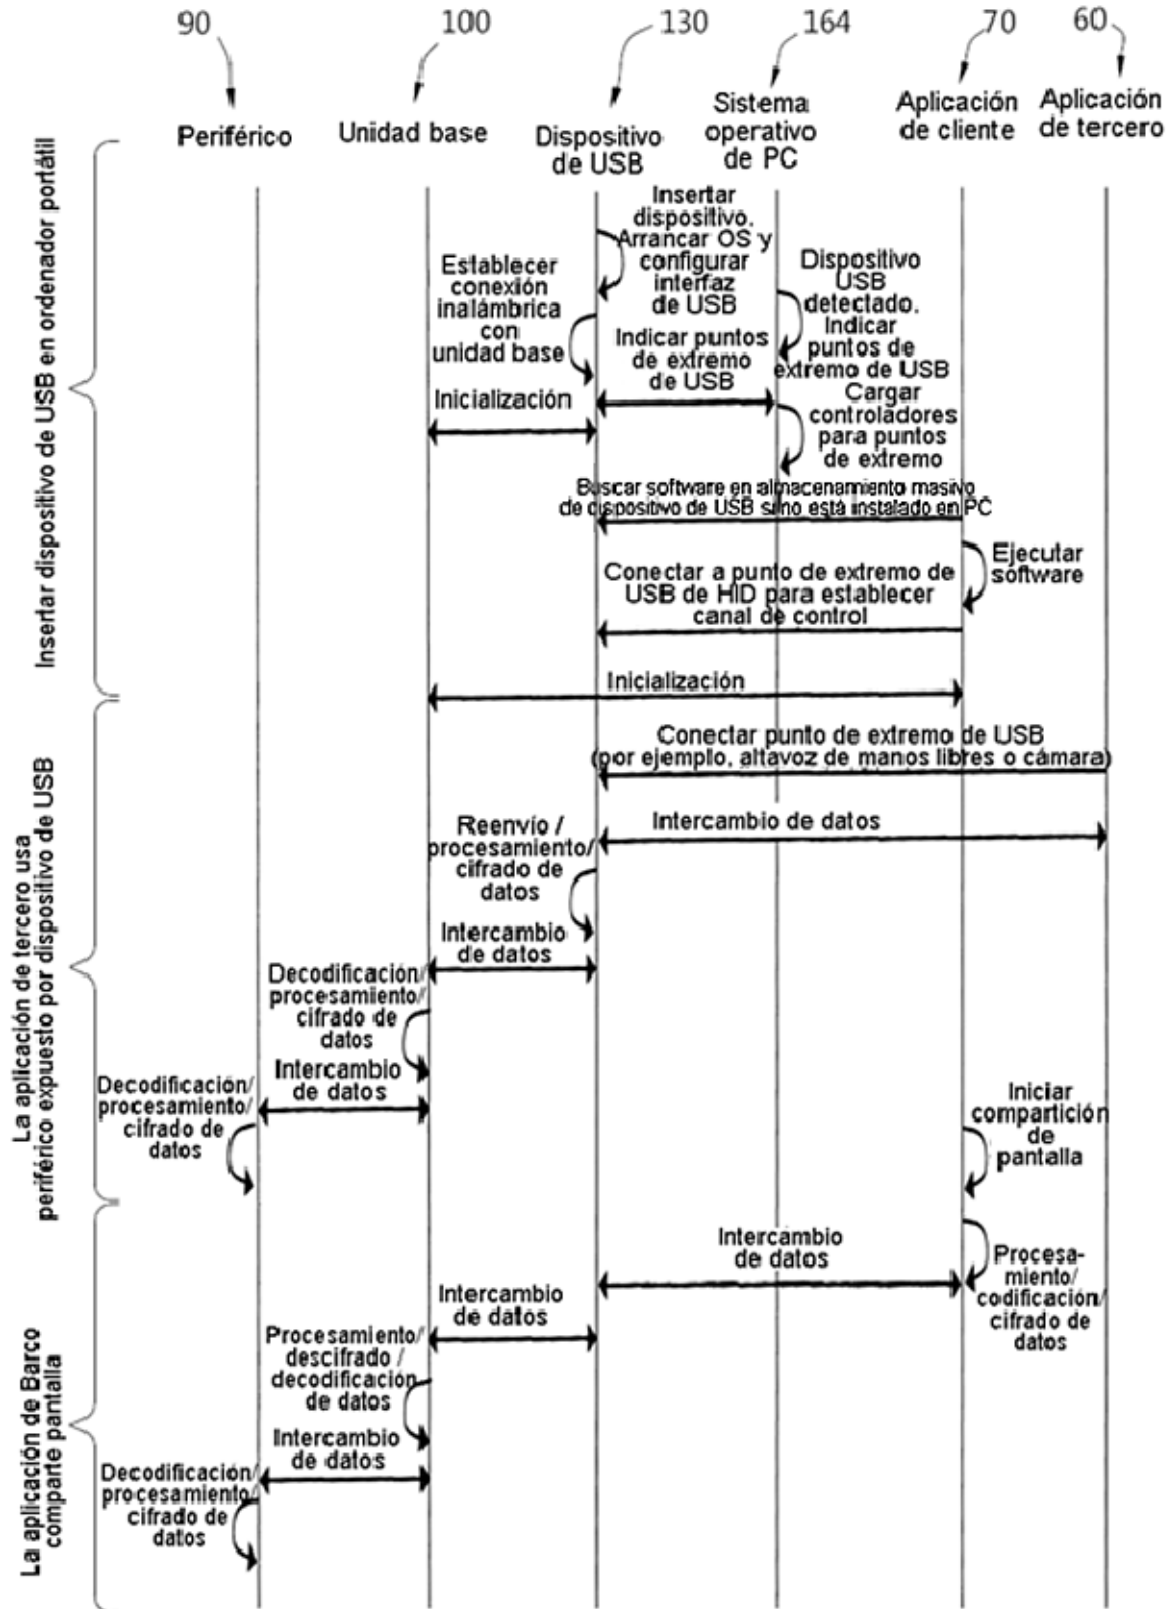 90
100
130
164
70
60
Periférico
Unidad base
Dispositivo
de USB
Sistema
operativo
de PC
Aplicación
de cliente
Aplicación
de tercero
Insertar dispositivo de USB en ordenador portátil
Insertar
dispositivo.
Arrancar OS y
configurar
interfaz
de USB
Establecer
conexión
inalámbrica
con
unidad base
Dispositivo
USB
detectado.
Indicar
puntos de
extremo de USB
Indicar puntos
de extremo
de USB
Inicialización
Cargar
controladores
para puntos
de extremo
Buscar software en almacenamiento masivo
de dispositivo de USB si no está instalado en PC
Ejecutar
software
Conectar a punto de extremo de
USB de HID para establecer
canal de control
Inicialización
La aplicación de tercero usa
periférico expuesto por dispositivo de USB
Conectar punto de extremo de USB
(por ejemplo, altavoz de manos libres o cámara)
Intercambio de datos
Reenvío /
procesamiento/
cifrado de
datos
Intercambio
de datos
Decodificación/
procesamiento/
cifrado de
datos
Intercambio
de datos
Decodificación/
procesamiento/
cifrado de
datos
Iniciar
compartición
de
pantalla
La aplicación de Barco
comparte pantalla
Intercambio
de datos
Procesa-
miento/
codificación/
cifrado de
datos
Intercambio
de datos
Procesamiento/
descifrado /
decodificación
de datos
Intercambio
de datos
Decodificación/
procesamiento/
cifrado de
datos